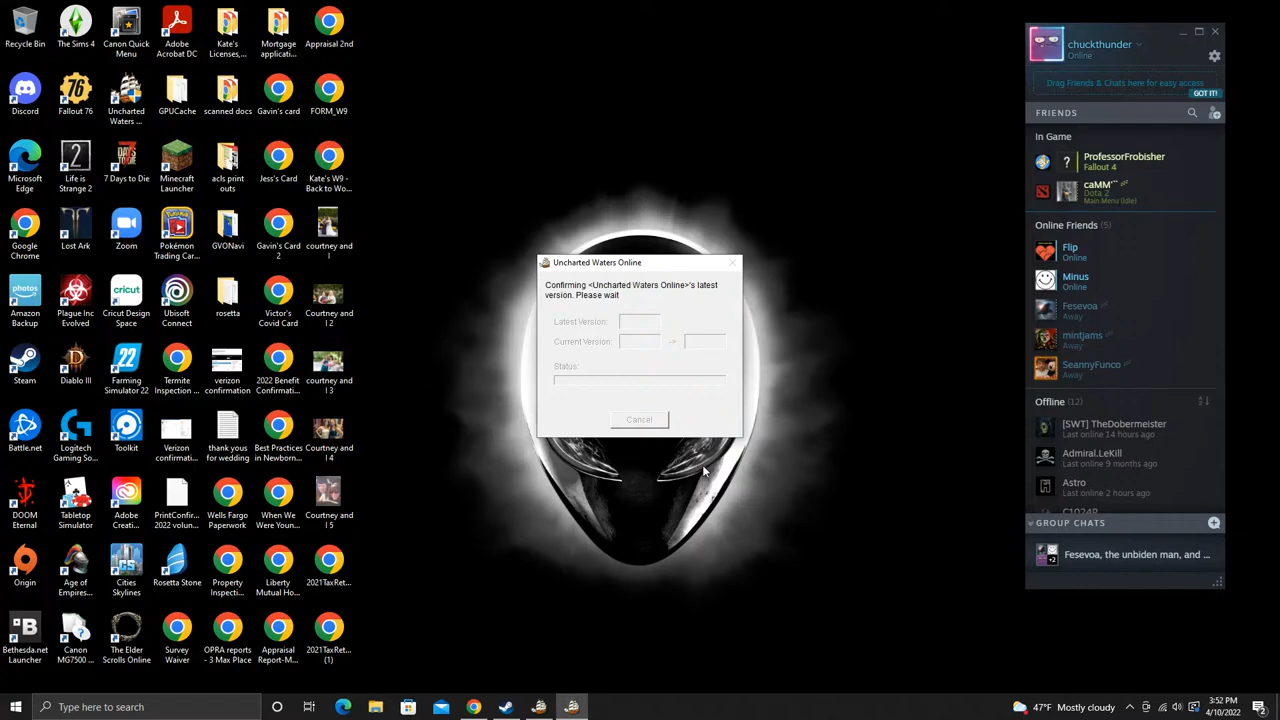 Recycle Bin
The Sims 4
Canon Quick
Menu
Adobe
Acrobat DC
Kate's
Licenses,...
Mortgage
applicati...
Appraisal 2nd
Discord
Fallout 76
Uncharted
Waters ...
GPUCache
scanned docs
Gavin's card
FORM_W9
Microsoft
Edge
Life is
Strange 2
7 Days to Die
Minecraft
Launcher
acls print
outs
Jess's Card
Kate's W9 -
Back to Wo...
Google
Chrome
Lost Ark
Zoom
Pokémon
Trading Car...
GVONavi
Gavin's Card
2
courtney and
I
Amazon
Backup
Plague Inc
Evolved
Cricut Design
Space
Ubisoft
Connect
rosetta
Victor's
Covid Card
Courtney and
I 2
Steam
Diablo III
Farming
Simulator 22
Termite
Inspection ...
verizon
confirmation
2022 Benefit
Confirmati...
courtney and
I 3
Battle.net
Logitech
Gaming So...
Toolkit
Verizon
confirmati...
thank yous
for wedding
Best Practices
in Newborn...
Courtney and
I 4
DOOM
Eternal
Tabletop
Simulator
Adobe
Creati...
PrintConfir...
2022 volun...
Wells Fargo
Paperwork
When We
Were Youn...
Courtney and
I 5
Origin
Age of
Empires...
Cities
Skylines
Rosetta Stone
Property
Inspecti...
Liberty
Mutual Ho...
2021TaxRet...
Bethesda.net
Launcher
Canon
MG7500 ...
The Elder
Scrolls Online
Survey
Waiver
OPRA reports
- 3 Max Place
Appraisal
Report-M...
2021TaxRet...
(1)
Uncharted Waters Online
Confirming <Uncharted Waters Online>'s latest
version. Please wait
Latest Version:
Current Version:
->
Status:
Cancel
chuckthunder
Online
Drag Friends & Chats here for easy access
GOT IT!
FRIENDS
In Game
ProfessorFrobisher
Fallout 4
caMM
Dota 2
Main Menu (Idle)
Online Friends (5)
Flip
Online
Minus
Online
Fesevoa
Away
mintjams
Away
SeannyFunco
Away
Offline (12)
[SWT] TheDobermeister
Last online 14 hours ago
Admiral.LeKill
Last online 9 months ago
Astro
Last online 2 hours ago
GROUP CHATS
+2
Fesevoa, the unbiden man, and ...
Type here to search
47°F Mostly cloudy
3:52 PM
4/10/2022
2